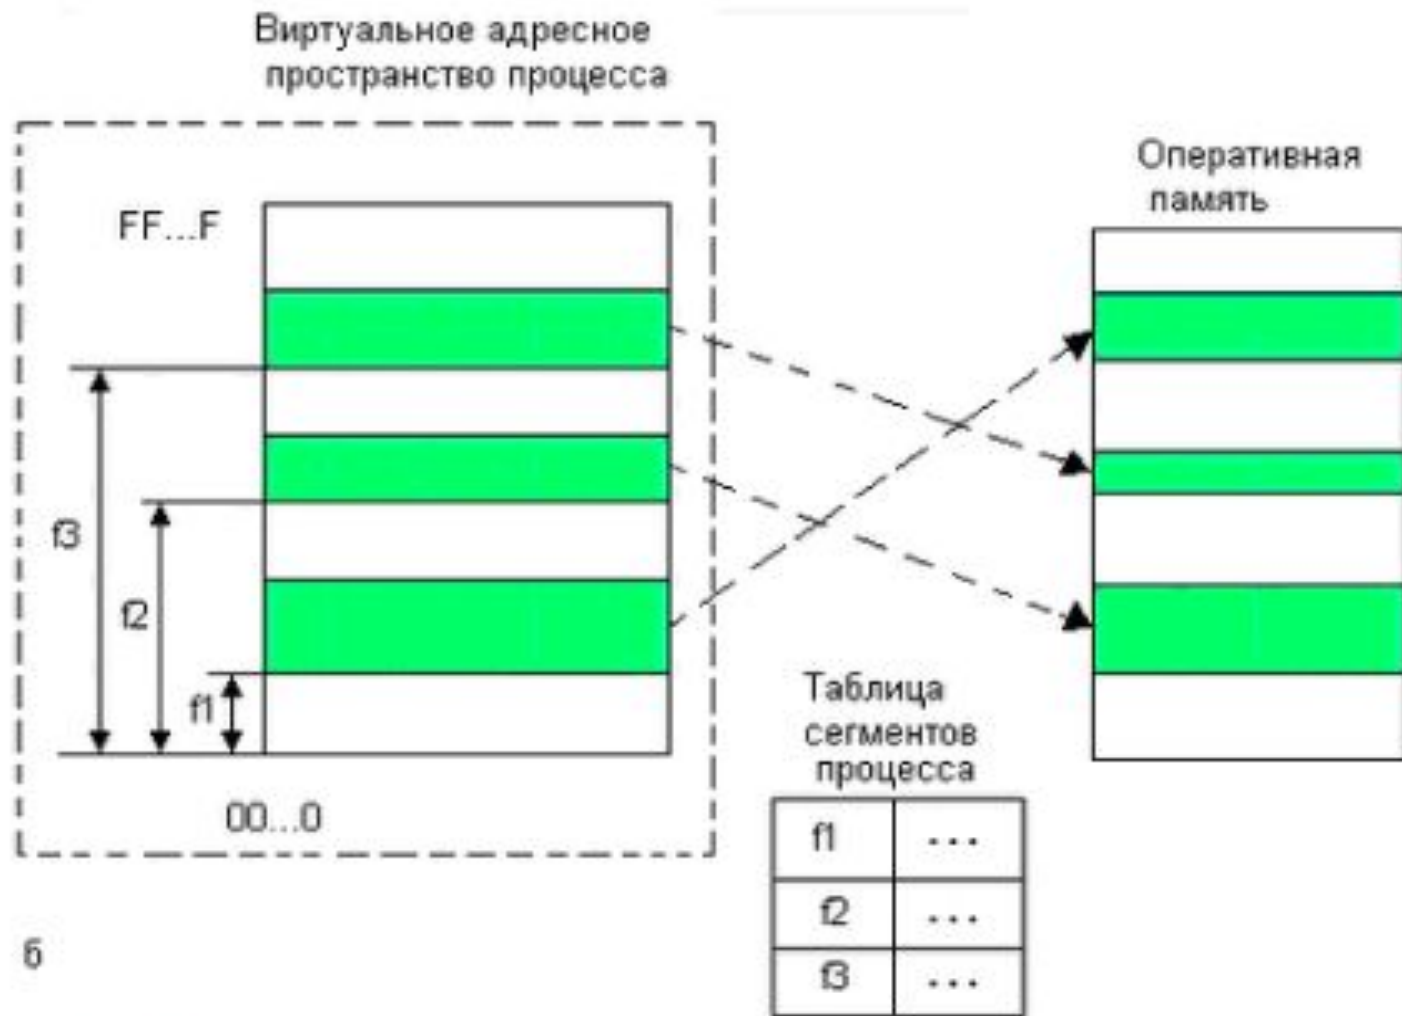 Виртуальное адресное
пространство процесса
Оперативная
память
FF...F
f3
f2
f1
00...0
Таблица
сегментов
процесса
f1 ...
f2 ...
f3 ...
б